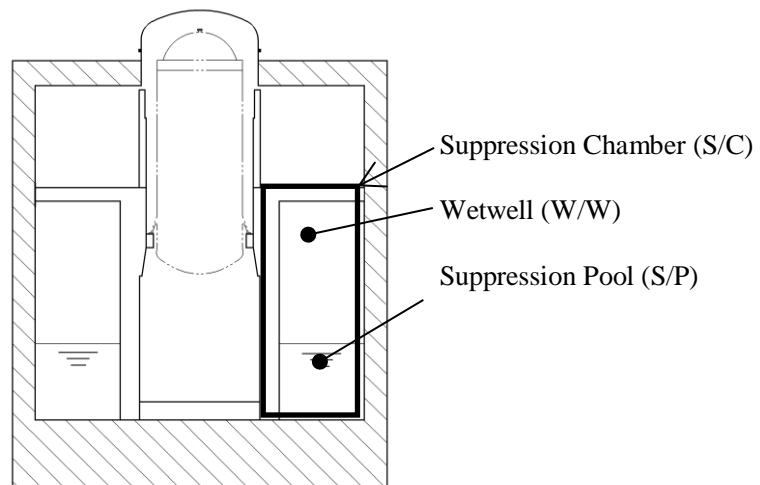 Suppression Chamber (S/C)
Wetwell (W/W)
Suppression Pool (S/P)